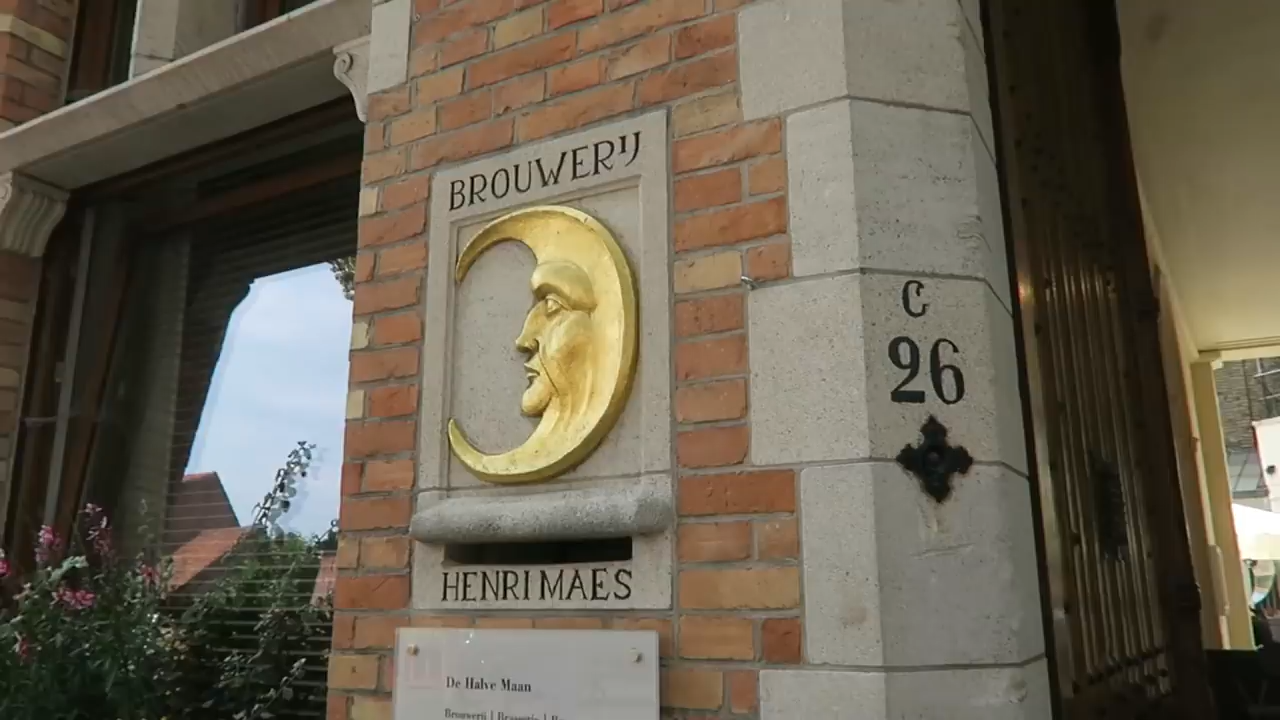 BROUWERIJ
HENRI MAES
C
26
De Halve Maan
Brouwerij | Brasserie |